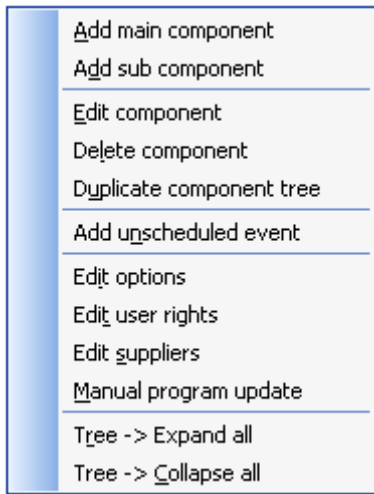 Add main component
Add sub component
Edit component
Delete component
Duplicate component tree
Add unscheduled event
Edit options
Edit user rights
Edit suppliers
Manual program update
Tree -> Expand all
Tree -> Collapse all